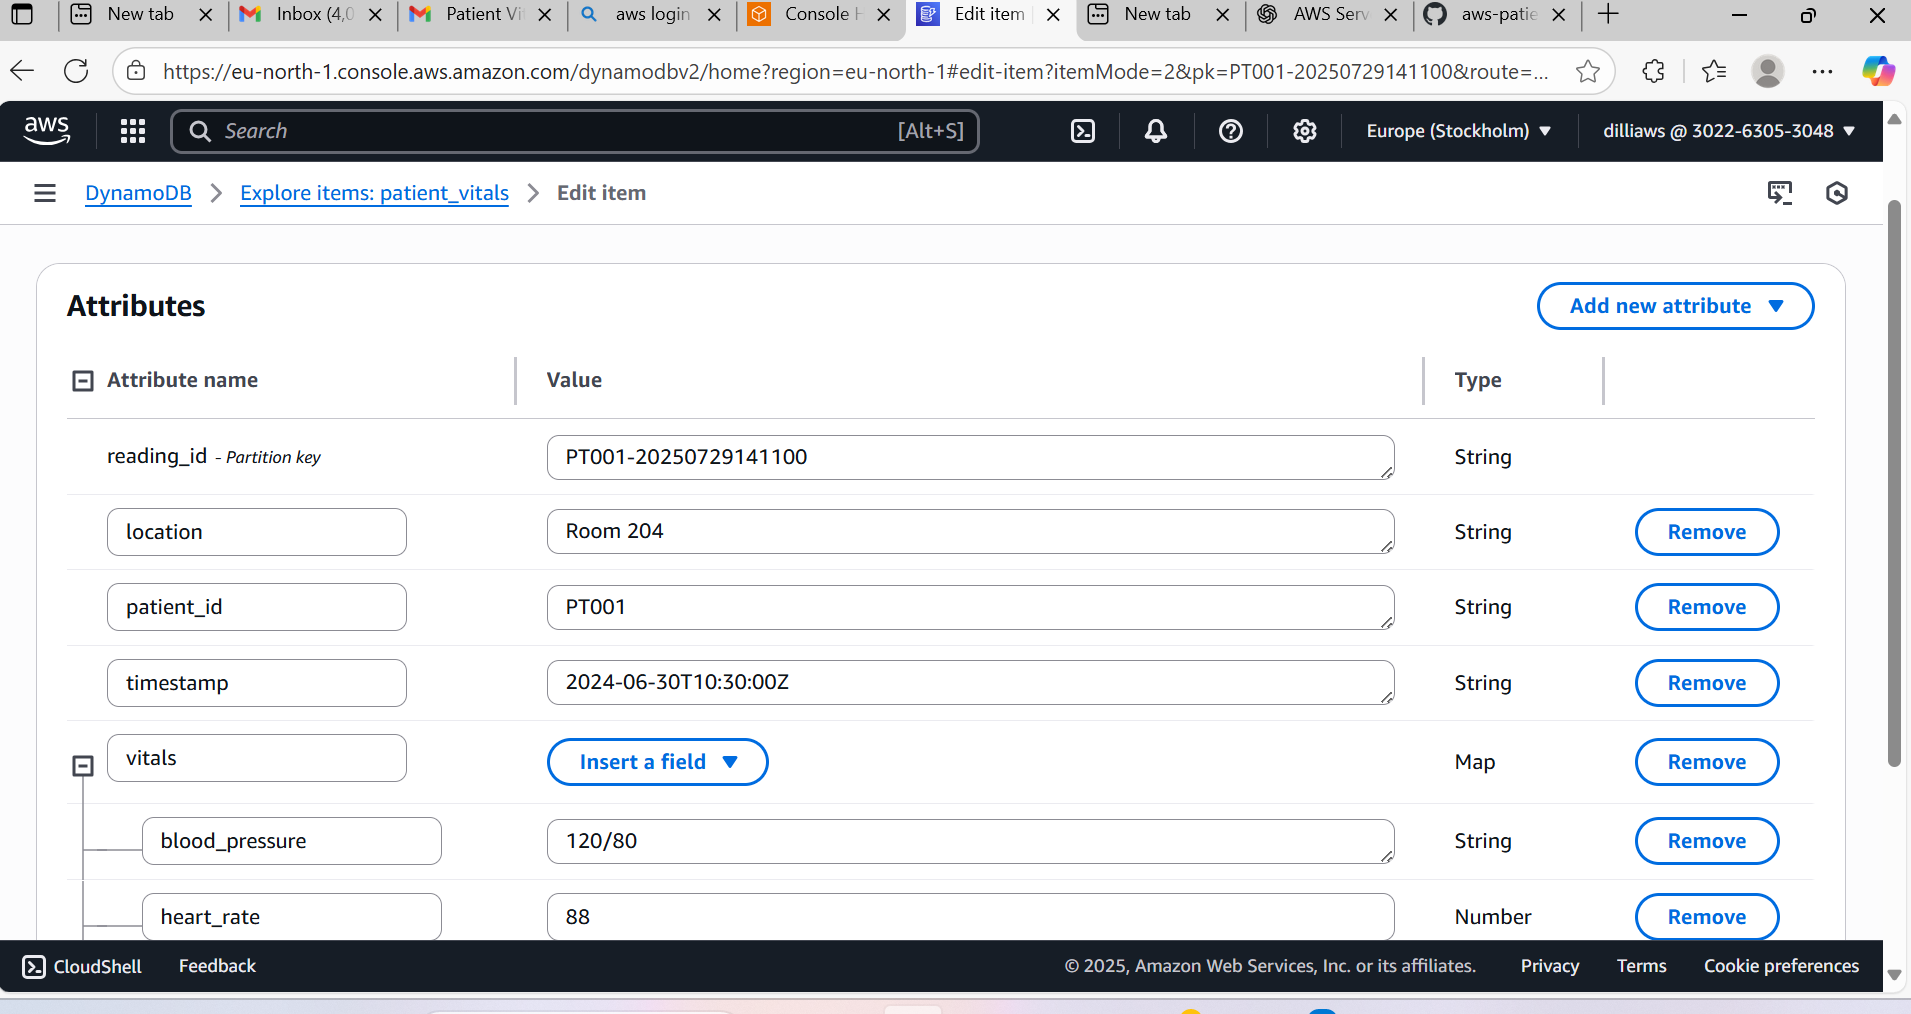 New tab
Inbox (4,0
Patient Vi
aws login
Console H
Edit item
New tab
AWS Serv
aws-patie
https://eu-north-1.console.aws.amazon.com/dynamodbv2/home?region=eu-north-1#edit-item?itemMode=2&pk=PT001-20250729141100&route=...
aws
Search
[Alt+S]
Europe (Stockholm)
dilliaws @ 3022-6305-3048
DynamoDB
Explore items: patient_vitals
Edit item
Attributes
Add new attribute
Attribute name
Value
Type
reading_id - Partition key
PT001-20250729141100
String
location
Room 204
String
Remove
patient_id
PT001
String
Remove
timestamp
2024-06-30T10:30:00Z
String
Remove
vitals
Insert a field
Map
Remove
blood_pressure
120/80
String
Remove
heart_rate
88
Number
Remove
CloudShell
Feedback
© 2025, Amazon Web Services, Inc. or its affiliates.
Privacy
Terms
Cookie preferences